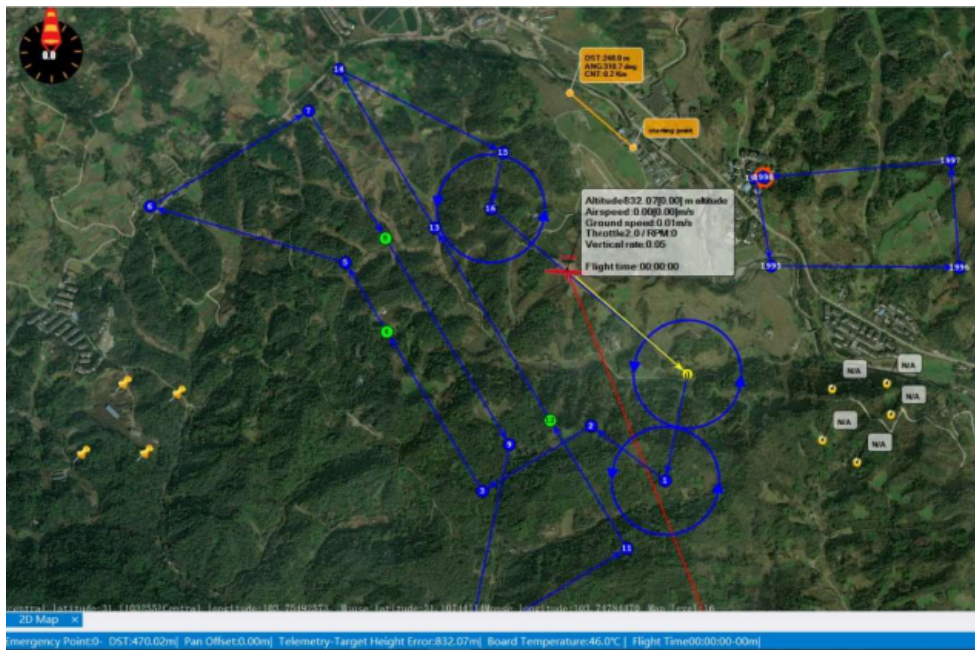 0.0
14
DST:248.0 m
ANG:310.7 deg
CNT: 0.2 Km
starting point
7
15
1997
1998
6
16
Altitude832.07[0.00] m altitude
Airspeed:0.00[0.00]m/s
Ground speed:0.01m/s
Throttle2.0 / RPM:0
Vertical rate:0.05
Flight time:00:00:00
13
8
5
1995
1996
N/A
N/A
N/A
N/A
N/A
12
2
9
1
3
11
2D Map ×
Emergency Point:0- DST:470.02m| Pan Offset:0.00m| Telemetry-Target Height Error:832.07m| Board Temperature:46.0°C | Flight Time00:00:00-00m|